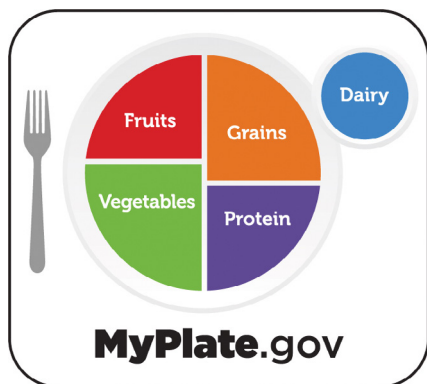 Fruits
Grains
Dairy
Vegetables
Protein
MyPlate.gov